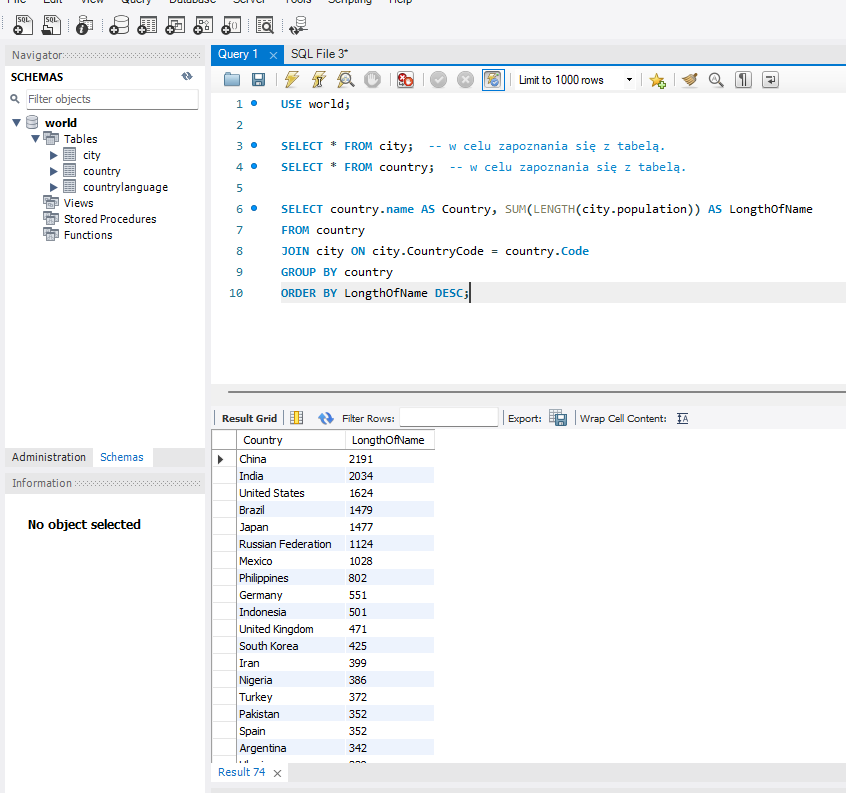 File Edit View Query Database Server Tools Scripting Help
Navigator
SCHEMAS
Filter objects
world
Tables
city
country
countrylanguage
Views
Stored Procedures
Functions
Administration Schemas
Information
No object selected
Query 1 SQL File 3*
Limit to 1000 rows
1 USE world;
2
3 SELECT * FROM city;  -- w celu zapoznania się z tabelą.
4 SELECT * FROM country;  -- w celu zapoznania się z tabelą.
5
6 SELECT country.name AS Country, SUM(LENGTH(city.population)) AS LongthOfName
7 FROM country
8 JOIN city ON city.CountryCode = country.Code
9 GROUP BY country
10 ORDER BY LongthOfName DESC;
Result Grid Filter Rows: Export: Wrap Cell Content:
Country LongthOfName
China 2191
India 2034
United States 1624
Brazil 1479
Japan 1477
Russian Federation 1124
Mexico 1028
Philippines 802
Germany 551
Indonesia 501
United Kingdom 471
South Korea 425
Iran 399
Nigeria 386
Turkey 372
Pakistan 352
Spain 352
Argentina 342
Result 74